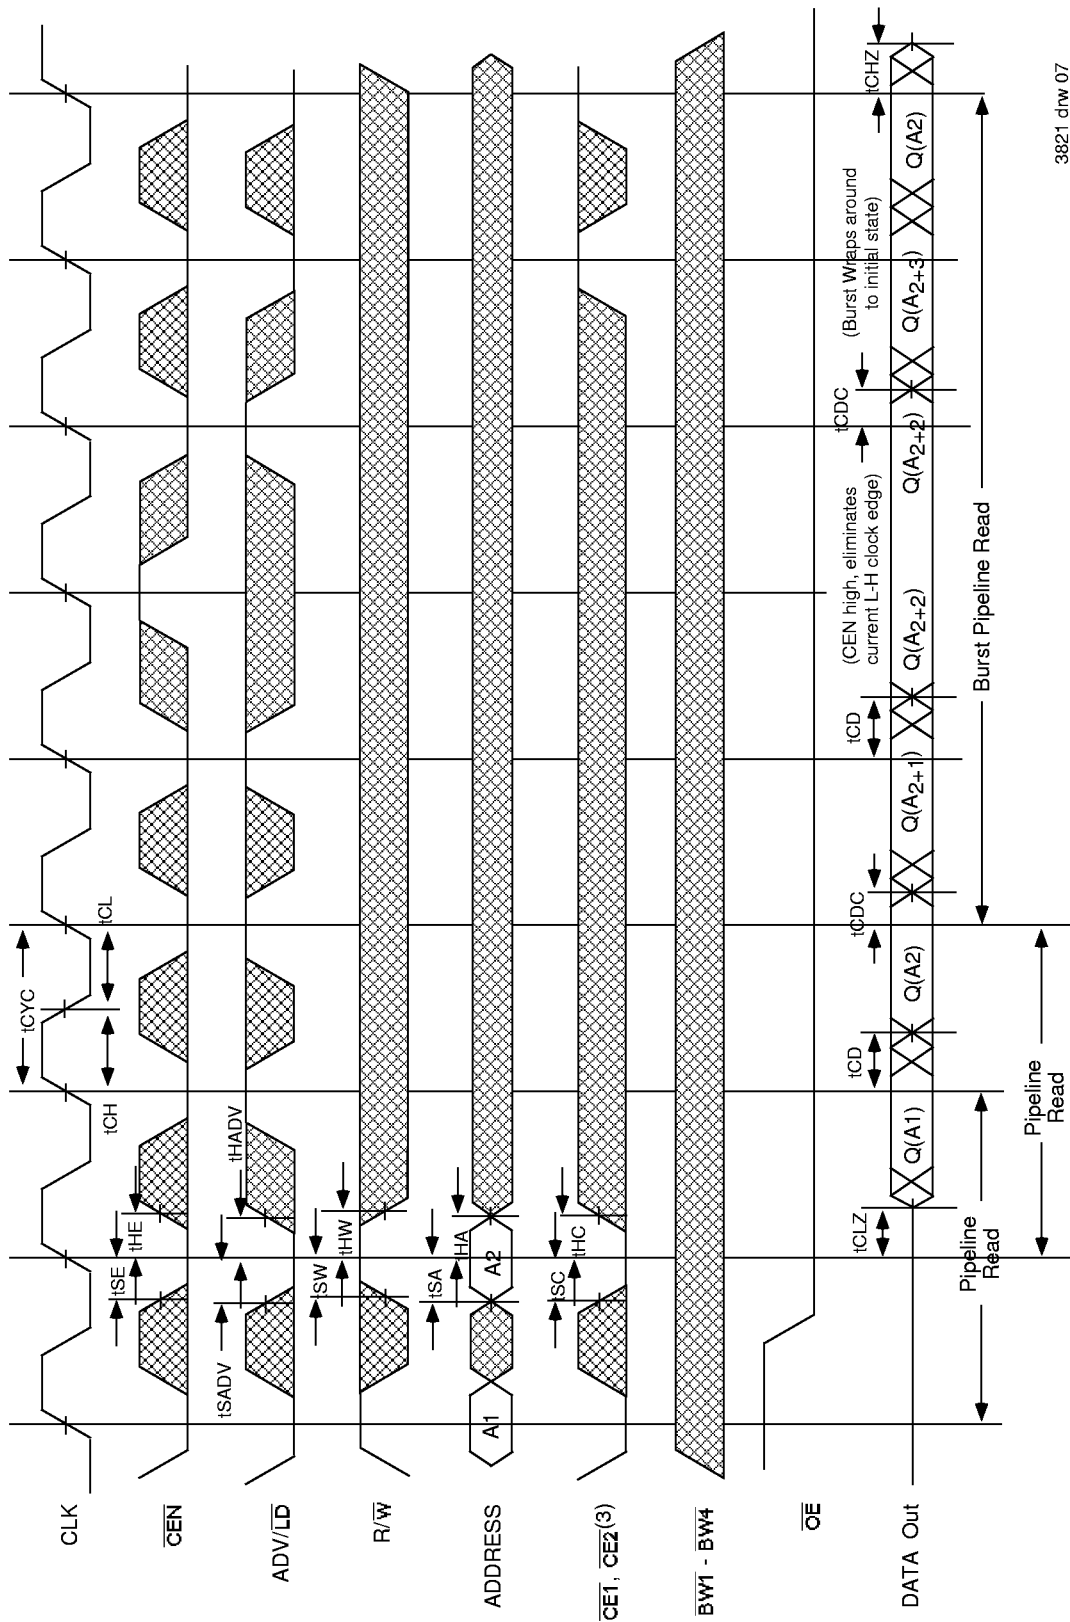 CLK
tCYC
tCH
tCL
CEN
tSE
tHE
ADV/LD
tSADV
tHADV
R/W
tSW
tHW
ADDRESS
A1
A2
tSA
tHA
CE1, CE2(3)
tSC
tHC
BW1 - BW4
OE
DATA Out
tCLZ
Q(A1)
tCD
Q(A2)
tCDC
Q(A2+1)
tCD
Q(A2+2)
(CEN high, eliminates
current L-H clock edge)
Q(A2+2)
tCDC
Q(A2+3)
(Burst Wraps around
to initial state)
Q(A2)
tCHZ
Pipeline
Read
Pipeline
Read
Burst Pipeline Read
3821 drw 07